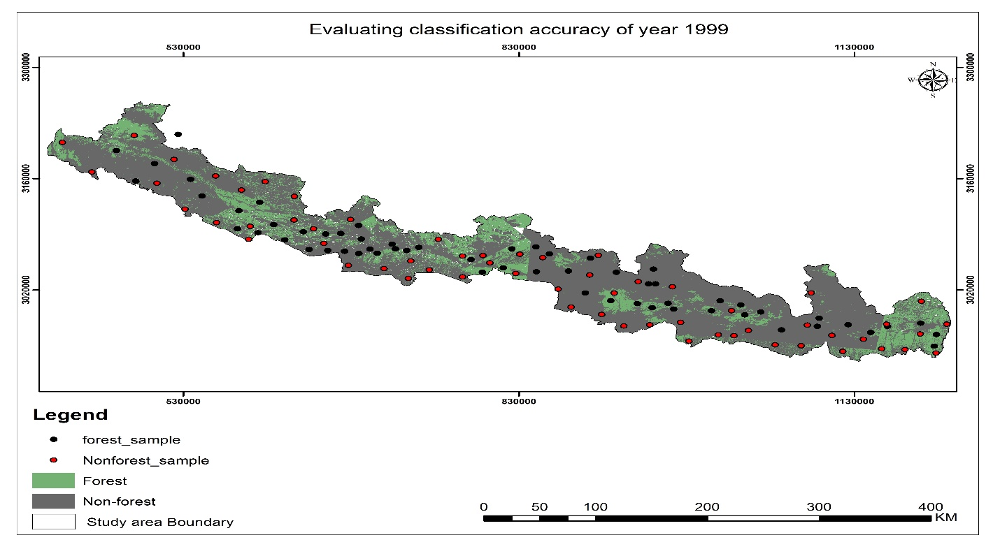 Evaluating classification accuracy of year 1999
530000 830000 1130000
3300000 3300000
N
W E
S
3160000 3160000
3020000 3020000
530000 830000 1130000
Legend
forest_sample
Nonforest_sample
Forest
Non-forest
Study area Boundary
0 50 100 200 300 400
KM